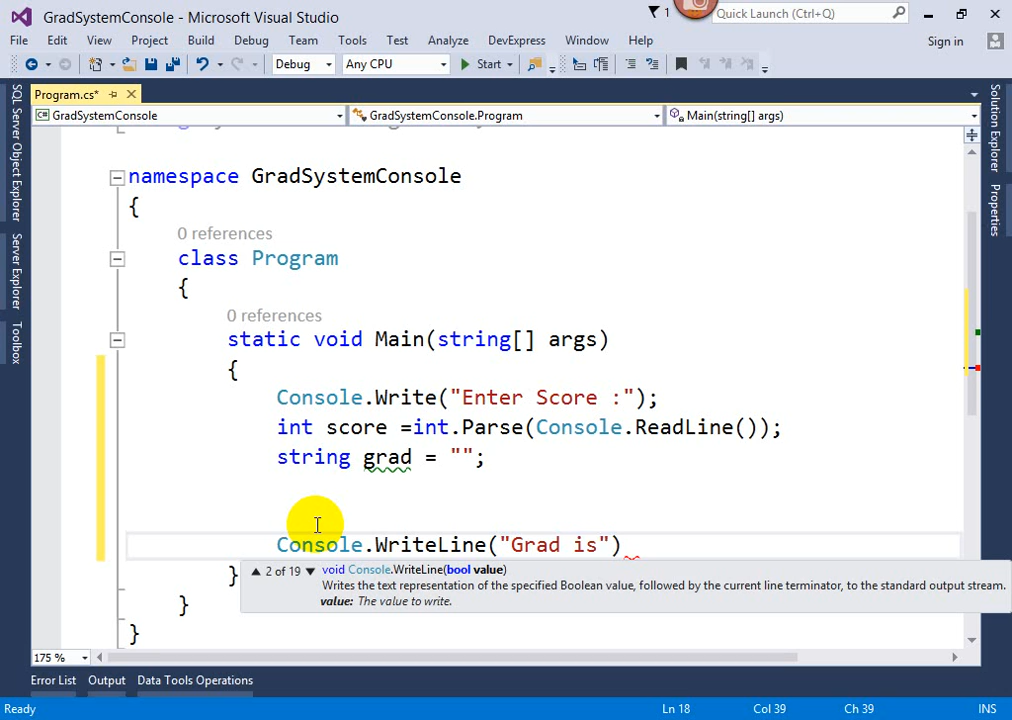 GradSystemConsole - Microsoft Visual Studio
1
Quick Launch (Ctrl+Q)
File Edit View Project Build Debug Team Tools Test Analyze DevExpress Window Help
Sign in
Debug
Any CPU
Start
Program.cs*
GradSystemConsole
GradSystemConsole.Program
Main(string[] args)
SQL Server Object Explorer
Server Explorer
Toolbox
Solution Explorer
Properties
namespace GradSystemConsole
{
0 references
class Program
{
0 references
static void Main(string[] args)
{
Console.Write("Enter Score :");
int score =int.Parse(Console.ReadLine());
string grad = "";
Console.WriteLine("Grad is")
}
2 of 19 void Console.WriteLine(bool value)
Writes the text representation of the specified Boolean value, followed by the current line terminator, to the standard output stream.
value: The value to write.
}
}
175 %
Error List Output Data Tools Operations
Ready
Ln 18 Col 39 Ch 39 INS